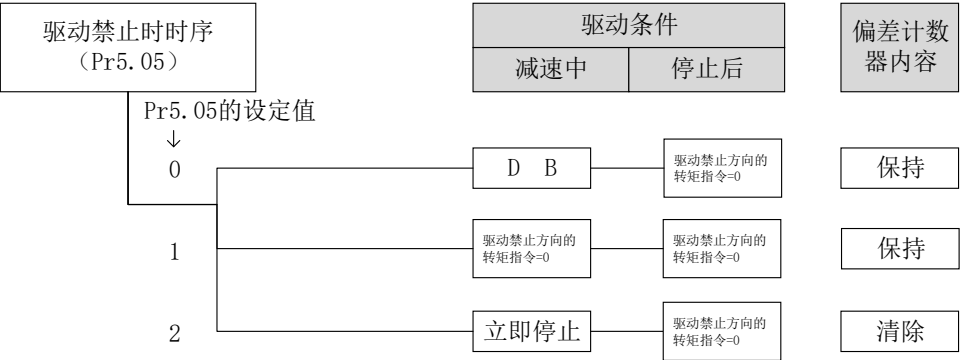 驱动禁止时时序
（Pr5.05）
驱动条件
减速中
停止后
偏差计数
器内容
Pr5.05的设定值
↓
0
D B
驱动禁止方向的
转矩指令=0
保持
1
驱动禁止方向的
转矩指令=0
驱动禁止方向的
转矩指令=0
保持
2
立即停止
驱动禁止方向的
转矩指令=0
清除